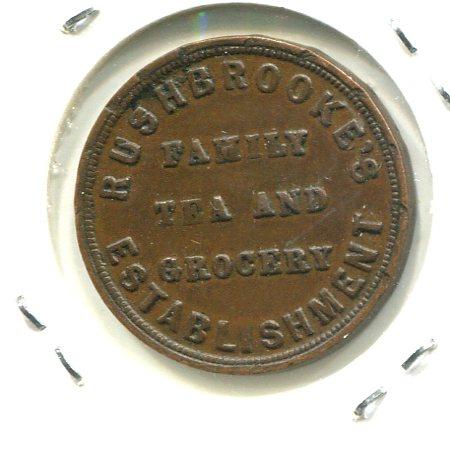 RUSHBROOKE'S
FAMILY
TEA AND
GROCERY
ESTABLISHMENT